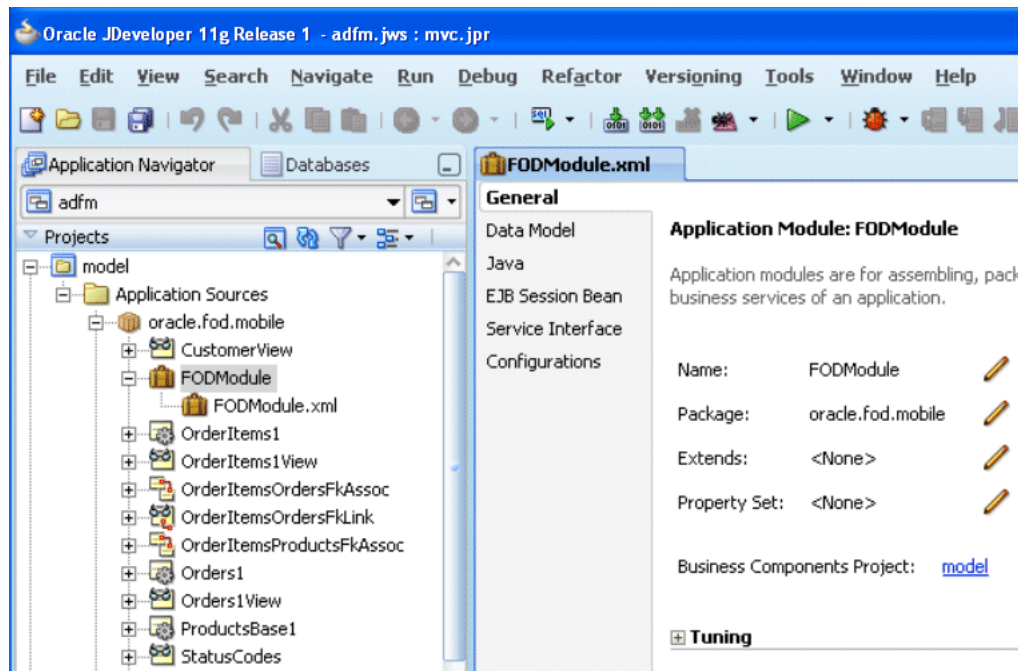 Oracle JDeveloper 11g Release 1 - adfm.jws : mvc.jpr
File Edit View Search Navigate Run Debug Refactor Versioning Tools Window Help
Application Navigator Databases
adfm
Projects
model
Application Sources
oracle.fod.mobile
CustomerView
FODModule
FODModule.xml
OrderItems1
OrderItems1View
OrderItemsOrdersFkAssoc
OrderItemsOrdersFkLink
OrderItemsProductsFkAssoc
Orders1
Orders1View
ProductsBase1
StatusCodes
FODModule.xml
General
Data Model
Java
EJB Session Bean
Service Interface
Configurations
Application Module: FODModule
Application modules are for assembling, pack
business services of an application.
Name: FODModule
Package: oracle.fod.mobile
Extends: <None>
Property Set: <None>
Business Components Project: model
Tuning